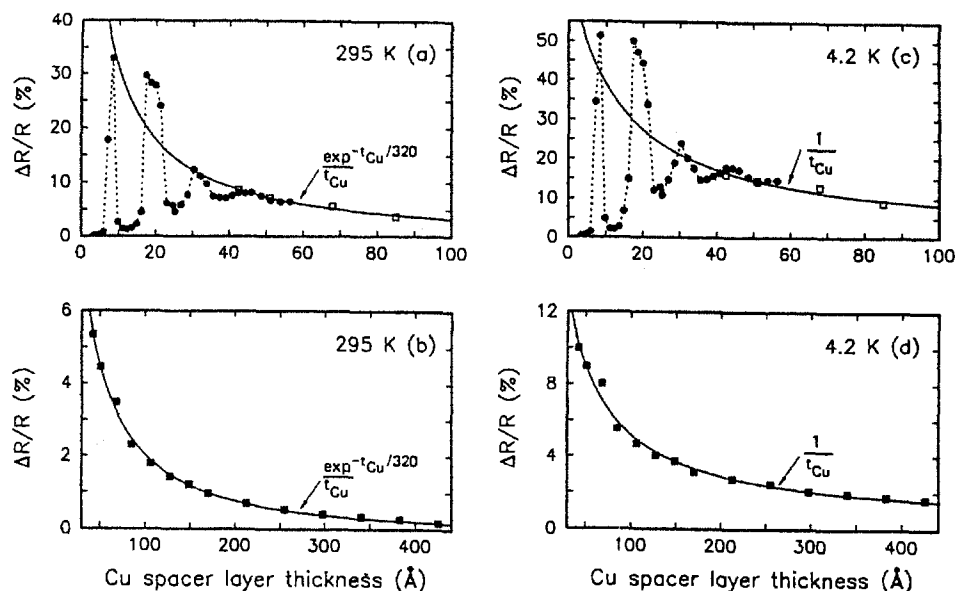 295 K (a)
ΔR/R (%)
40
30
20
10
0
exp-tCu/320
tCu
0 20 40 60 80 100
4.2 K (c)
ΔR/R (%)
50
40
30
20
10
0
1
tCu
0 20 40 60 80 100
295 K (b)
ΔR/R (%)
6
4
2
0
exp-tCu/320
tCu
100 200 300 400
Cu spacer layer thickness (Å)
4.2 K (d)
ΔR/R (%)
12
8
4
0
1
tCu
100 200 300 400
Cu spacer layer thickness (Å)